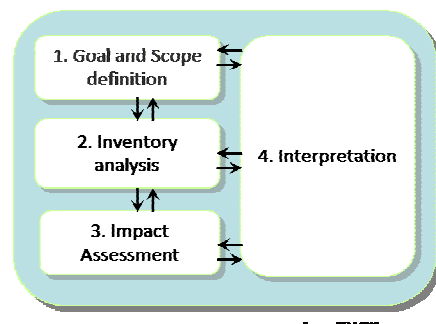 1. Goal and Scope
definition
2. Inventory
analysis
4. Interpretation
3. Impact
Assessment